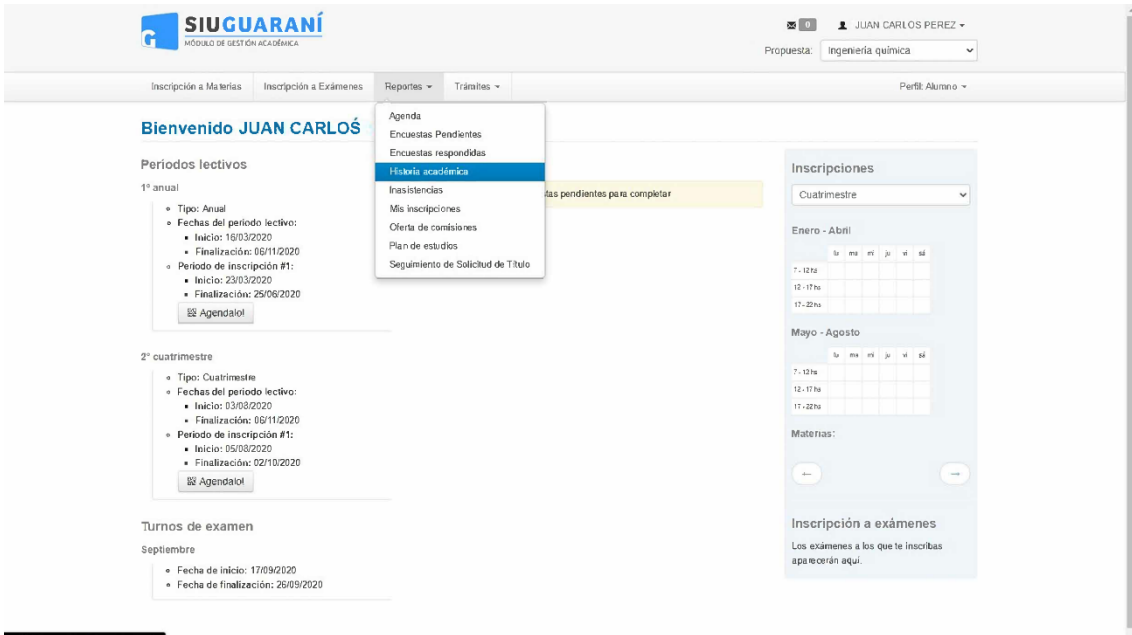 SIUGUARANÍ
MÓDULO DE GESTIÓN ACADÉMICA
0 JUAN CARLOS PEREZ
Propuesta: Ingeniería química
Inscripción a Materias Inscripción a Exámenes Reportes Trámites Perfil: Alumno
Bienvenido JUAN CARLOS
Agenda
Encuestas Pendientes
Encuestas respondidas
Historia académica
Inasistencias
Mis inscripciones
Oferta de comisiones
Plan de estudios
Seguimiento de Solicitud de Título
Periodos lectivos
1º anual
Tipo: Anual
Fechas del periodo lectivo:
Inicio: 16/03/2020
Finalización: 06/11/2020
Periodo de inscripción #1:
Inicio: 23/03/2020
Finalización: 25/06/2020
Agendalo!
2º cuatrimestre
Tipo: Cuatrimestre
Fechas del periodo lectivo:
Inicio: 03/08/2020
Finalización: 06/11/2020
Periodo de inscripción #1:
Inicio: 05/08/2020
Finalización: 02/10/2020
Agendalo!
Turnos de examen
Septiembre
Fecha de inicio: 17/09/2020
Fecha de finalización: 26/09/2020
pendientes para completar
Inscripciones
Cuatrimestre
Enero - Abril
lu ma mi ju vi sá
7 - 12 hs
12 - 17 hs
17 - 22 hs
Mayo - Agosto
lu ma mi ju vi sá
7 - 12 hs
12 - 17 hs
17 - 22 hs
Materias:
← →
Inscripción a exámenes
Los exámenes a los que te inscribas
aparecerán aquí.